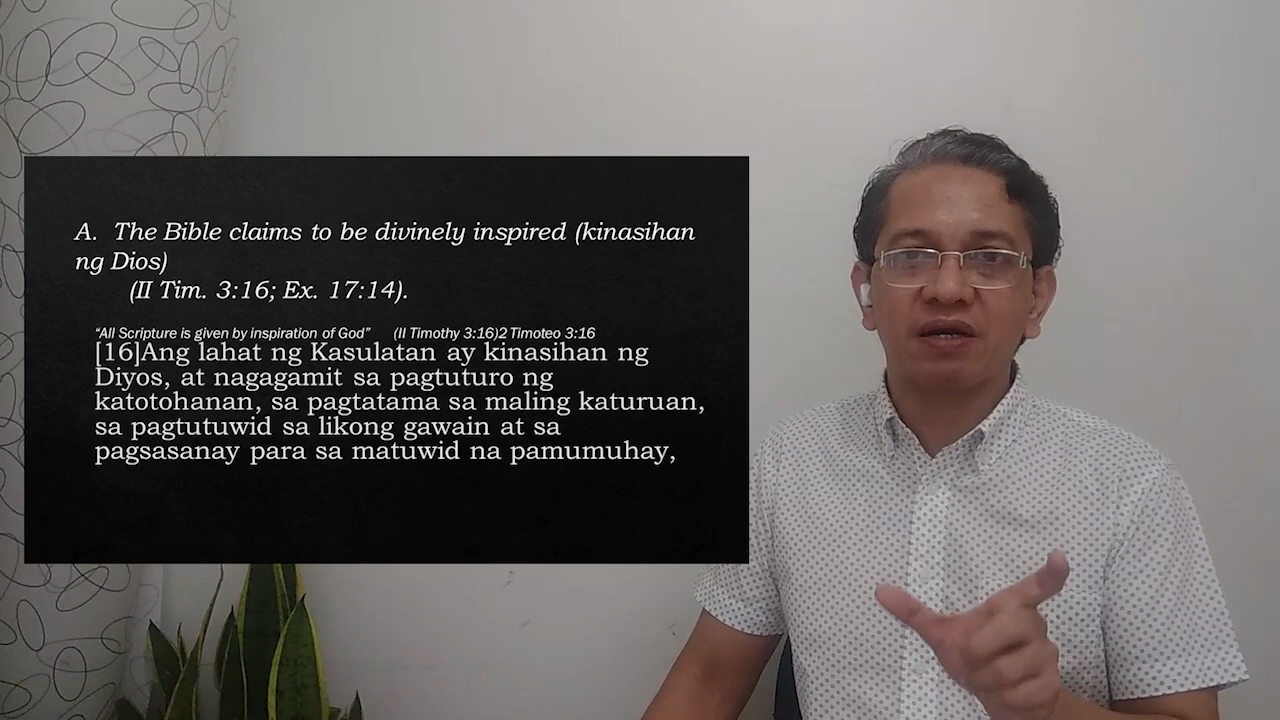 A. The Bible claims to be divinely inspired (kinasihan
ng Dios)
(II Tim. 3:16; Ex. 17:14).
“All Scripture is given by inspiration of God” (II Timothy 3:16)2 Timoteo 3:16
[16]Ang lahat ng Kasulatan ay kinasihan ng
Diyos, at nagagamit sa pagtuturo ng
katotohanan, sa pagtatama sa maling katuruan,
sa pagtutuwid sa likong gawain at sa
pagsasanay para sa matuwid na pamumuhay,